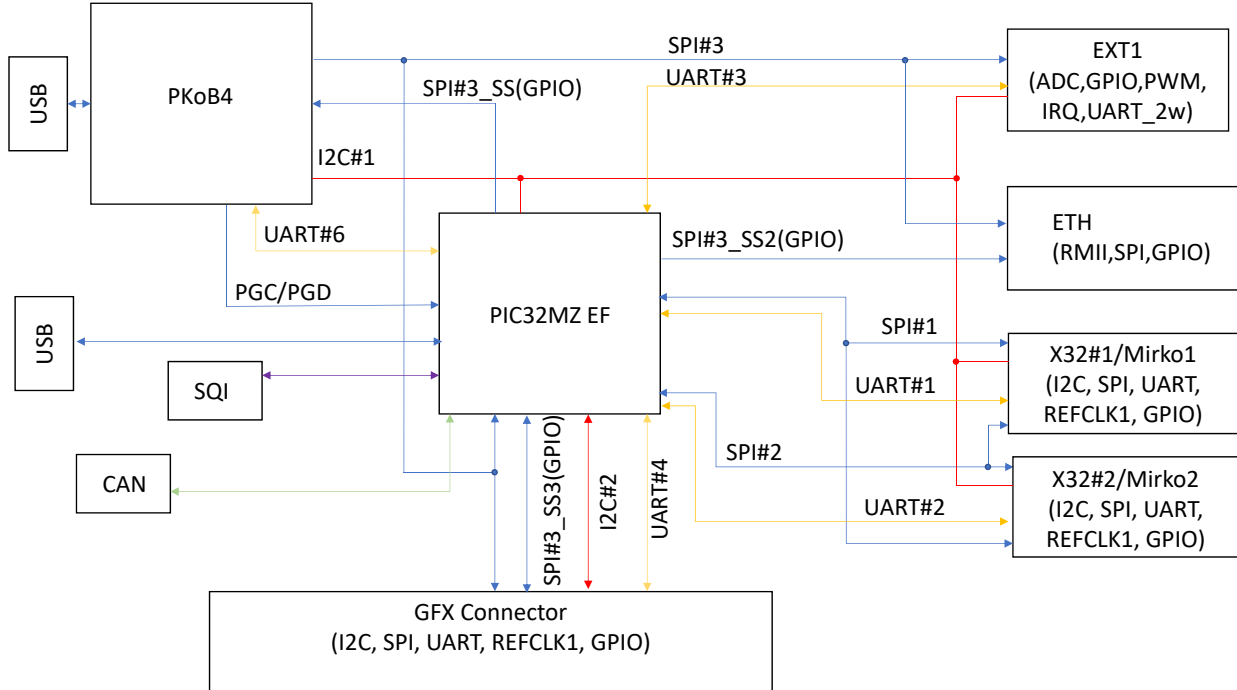 SPI#3
EXT1
(ADC,GPIO,PWM,
IRQ,UART_2w)
UART#3
USB
PKoB4
SPI#3_SS(GPIO)
I2C#1
ETH
(RMII,SPI,GPIO)
UART#6
SPI#3_SS2(GPIO)
PGC/PGD
USB
PIC32MZ EF
SPI#1
X32#1/Mirko1
(I2C, SPI, UART,
REFCLK1, GPIO)
SQI
UART#1
SPI#2
CAN
SPI#3_SS3(GPIO)
I2C#2
UART#4
X32#2/Mirko2
(I2C, SPI, UART,
REFCLK1, GPIO)
UART#2
GFX Connector
(I2C, SPI, UART, REFCLK1, GPIO)